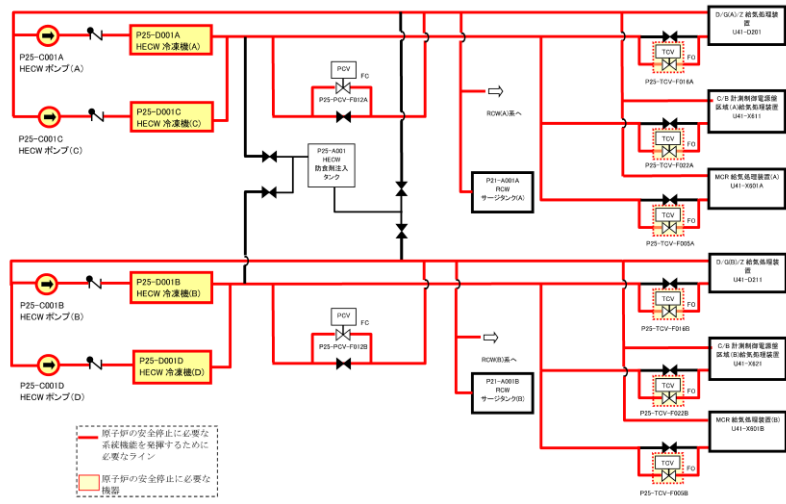 P25-C001A
HECW ポンプ(A)
P25-D001A
HECW 冷凍機(A)
P25-C001C
HECW ポンプ(C)
P25-D001C
HECW 冷凍機(C)
PCV
FC
P25-PCV-F012A
P25-A001
HECW
防食剤注入
タンク
RCW(A)系へ
P21-A001A
RCW
サージタンク(A)
TCV
FO
P25-TCV-F016A
D/G(A)/Z 給気処理装
置
U41-D201
TCV
FO
P25-TCV-F022A
C/B 計測制御電源盤
区域(A)給気処理装置
U41-X611
TCV
FO
P25-TCV-F005A
MCR 給気処理装置(A)
U41-X601A
P25-C001B
HECW ポンプ(B)
P25-D001B
HECW 冷凍機(B)
P25-C001D
HECW ポンプ(D)
P25-D001D
HECW 冷凍機(D)
PCV
FC
P25-PCV-F012B
RCW(B)系へ
P21-A001B
RCW
サージタンク(B)
TCV
FO
P25-TCV-F016B
D/G(B)/Z 給気処理装
置
U41-D211
TCV
FO
P25-TCV-F022B
C/B 計測制御電源盤
区域(B)給気処理装置
U41-X621
TCV
FO
P25-TCV-F005B
MCR 給気処理装置(B)
U41-X601B
原子炉の安全停止に必要な
系統機能を発揮するために
必要なライン
原子炉の安全停止に必要な
機器